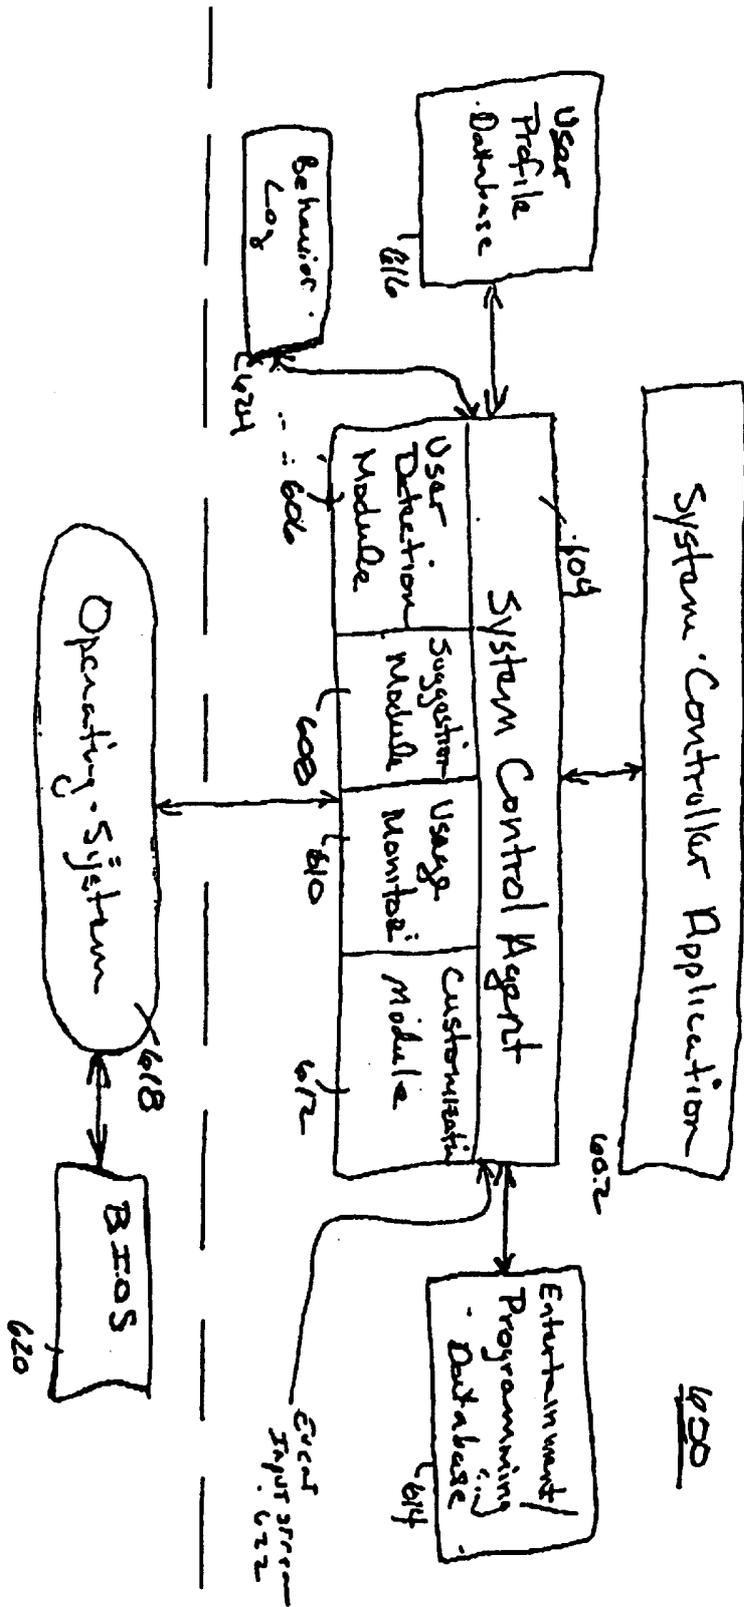 600
System Controller Application
602
604
System Control Agent
User
Profile
Database
616
Entertainment/
Programming
Database
614
User
Detection
Module
606
Suggestion
Module
608
Usage
Monitor
610
Customization
Module
612
Behavior
Log
624
Event
Input Stream
622
Operating System
618
BIOS
620